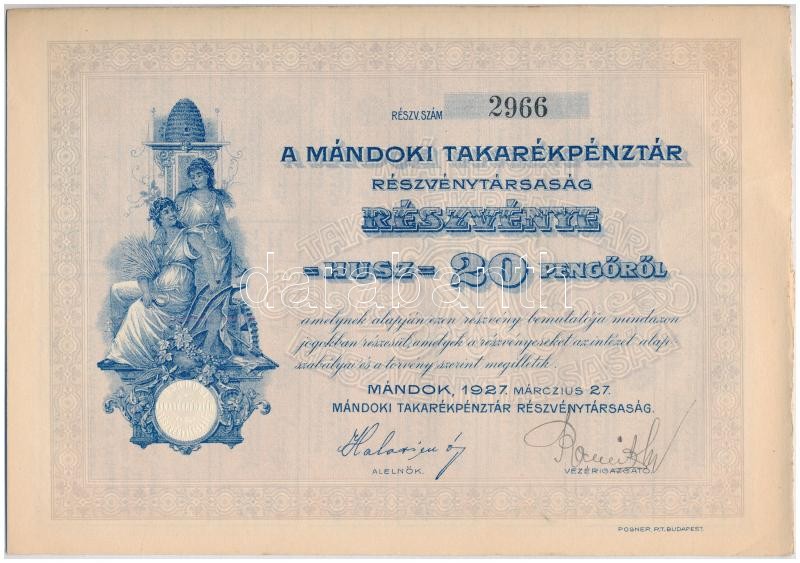 RÉSZV. SZÁM 2966
A MÁNDOKI TAKARÉKPÉNZTÁR
RÉSZVÉNYTÁRSASÁG
RÉSZVÉNYE
=HUSZ= 20 PENGŐRŐL
amelynek alapján ezen részvény bemutatója mindazon
jogokban részesül, amelyek a részvényeseket az intézet alap-
szabályai és a törvény szerint megilletik.
MÁNDOK, 1927. MÁRCZIUS 27.
MÁNDOKI TAKARÉKPÉNZTÁR RÉSZVÉNYTÁRSASÁG.
ALELNÖK.
VEZÉRIGAZGATÓ.
POSNER, R.T. BUDAPEST.
darabanth